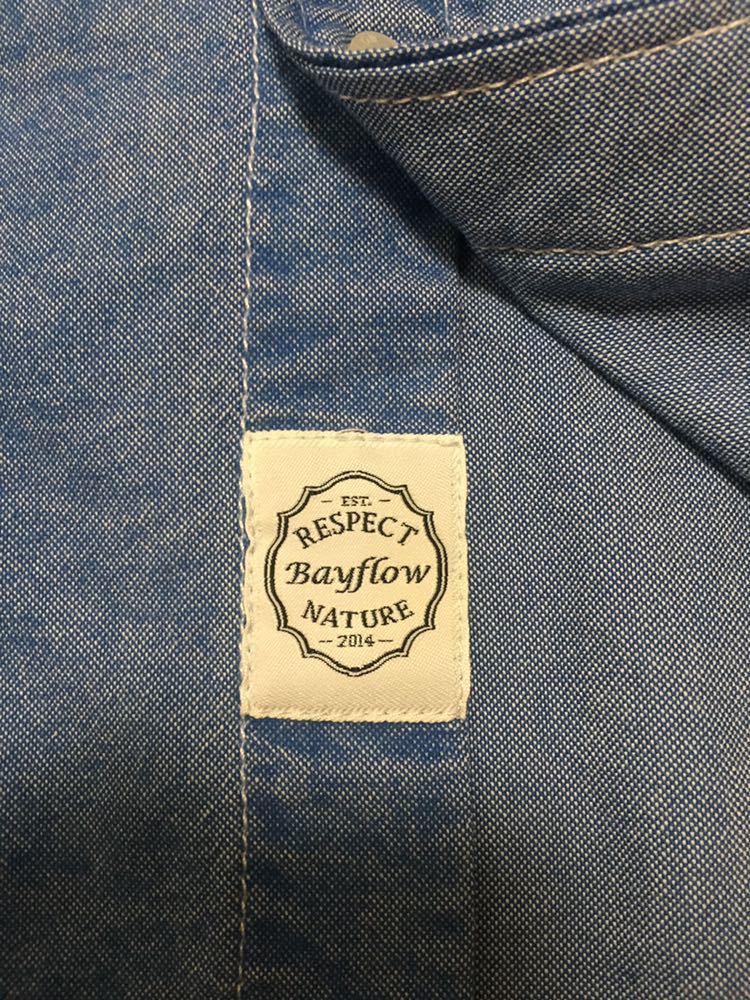 - EST. -
RESPECT
Bayflow
NATURE
-- 2014 --